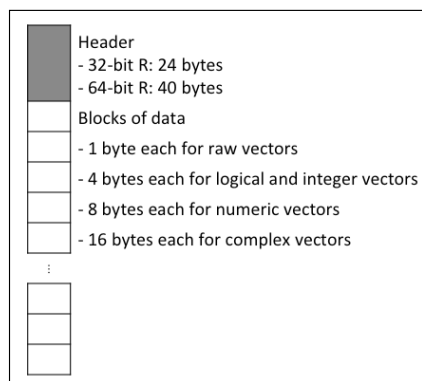 Header
- 32-bit R: 24 bytes
- 64-bit R: 40 bytes
Blocks of data
- 1 byte each for raw vectors
- 4 bytes each for logical and integer vectors
- 8 bytes each for numeric vectors
- 16 bytes each for complex vectors
...